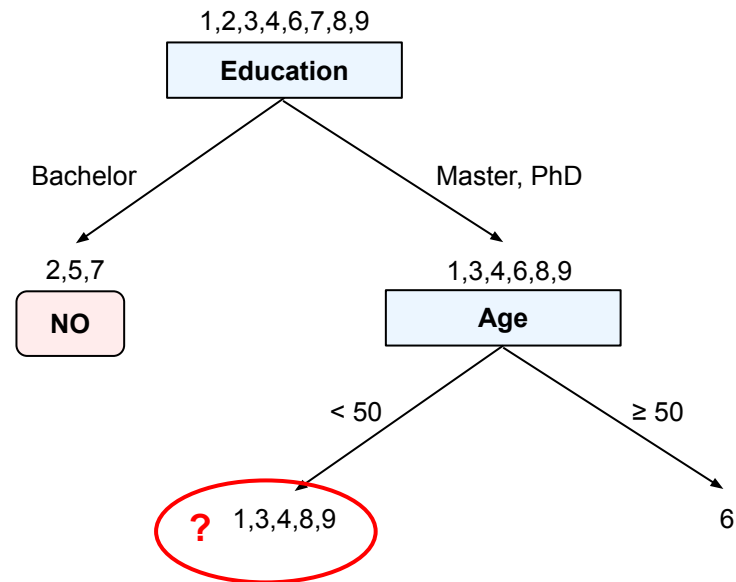 1,2,3,4,6,7,8,9
Education
Bachelor
Master, PhD
2,5,7
NO
1,3,4,6,8,9
Age
< 50
≥ 50
? 1,3,4,8,9
6